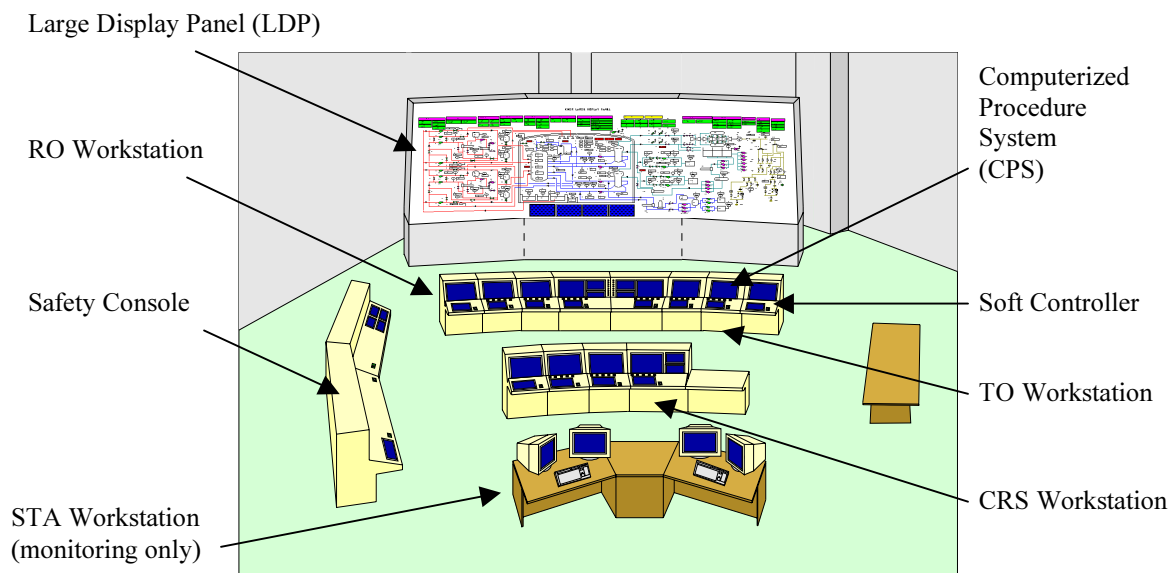 Large Display Panel (LDP)
RO Workstation
Safety Console
STA Workstation
(monitoring only)
Computerized
Procedure
System
(CPS)
Soft Controller
TO Workstation
CRS Workstation